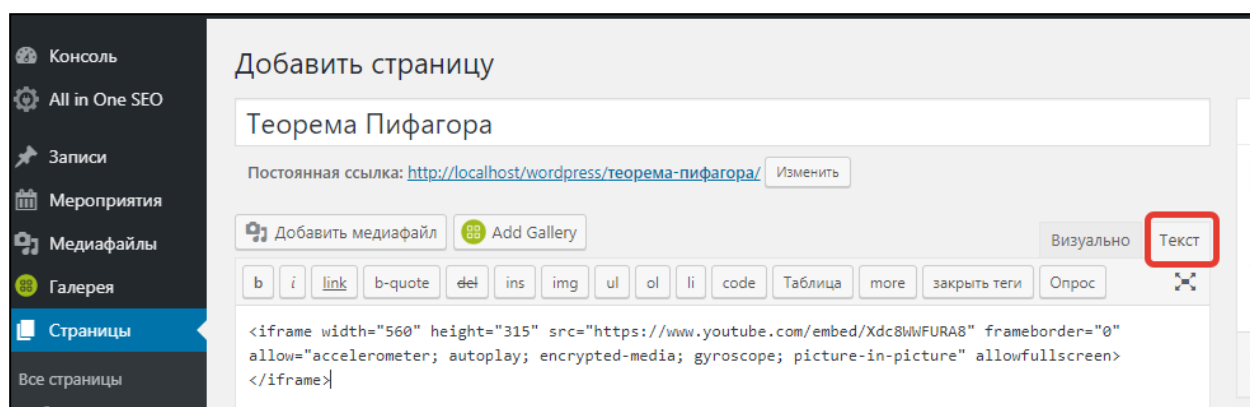 Консоль
All in One SEO
Записи
Мероприятия
Медиафайлы
Галерея
Страницы
Все страницы
Добавить страницу
Теорема Пифагора
Постоянная ссылка: http://localhost/wordpress/теорема-пифагора/ Изменить
Добавить медиафайл Add Gallery
Визуально Текст
b i link b-quote del ins img ul ol li code Таблица more закрыть теги Опрос
<iframe width="560" height="315" src="https://www.youtube.com/embed/Xdc8WWFURA8" frameborder="0"
allow="accelerometer; autoplay; encrypted-media; gyroscope; picture-in-picture" allowfullscreen>
</iframe>